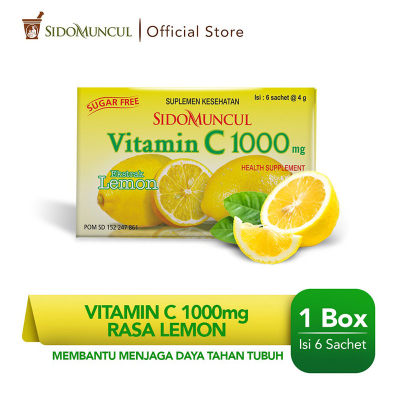 SIDOMUNCUL | Official Store
SUGAR FREE
SUPLEMEN KESEHATAN
Isi : 6 sachet @ 4 g
SIDOMUNCUL
Vitamin C 1000 mg
HEALTH SUPPLEMENT
Ekstrak
Lemon
POM SD 152 247 861
VITAMIN C 1000mg
RASA LEMON
MEMBANTU MENJAGA DAYA TAHAN TUBUH
1 Box
Isi 6 Sachet